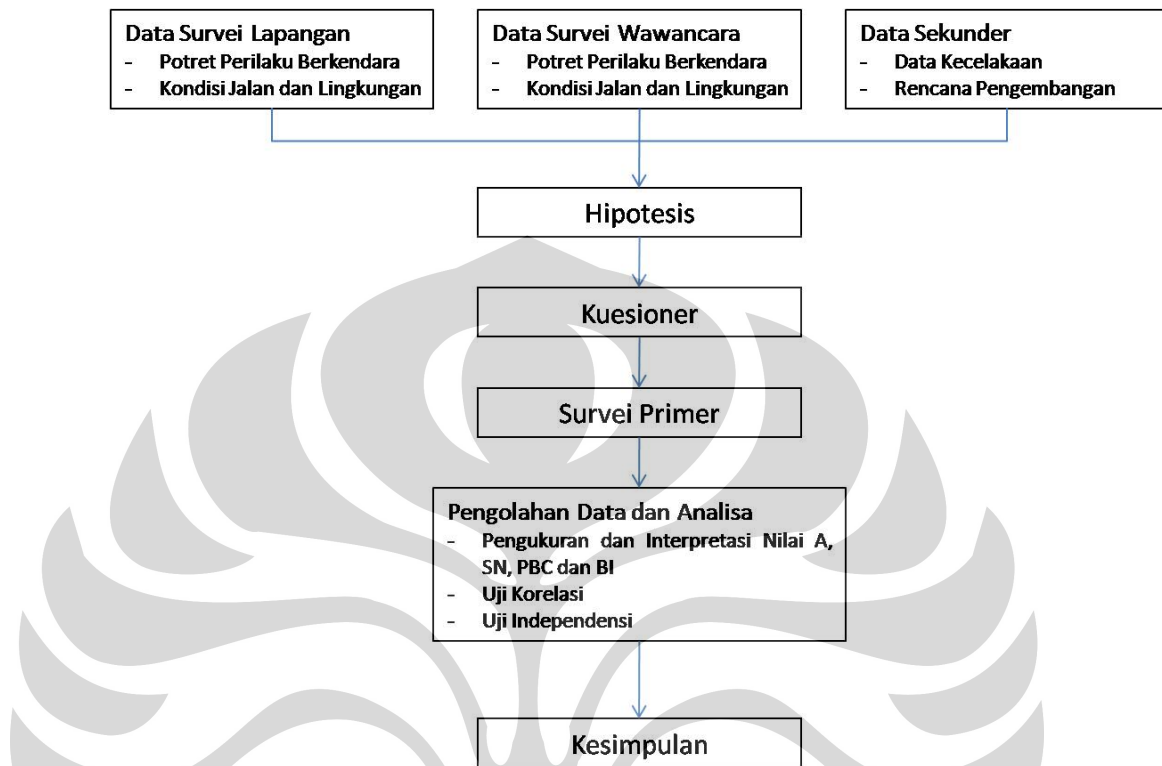 Data Survei Lapangan
- Potret Perilaku Berkendara
- Kondisi Jalan dan Lingkungan
Data Survei Wawancara
- Potret Perilaku Berkendara
- Kondisi Jalan dan Lingkungan
Data Sekunder
- Data Kecelakaan
- Rencana Pengembangan
Hipotesis
Kuesioner
Survei Primer
Pengolahan Data dan Analisa
- Pengukuran dan Interpretasi Nilai A,
SN, PBC dan BI
- Uji Korelasi
- Uji Independensi
Kesimpulan